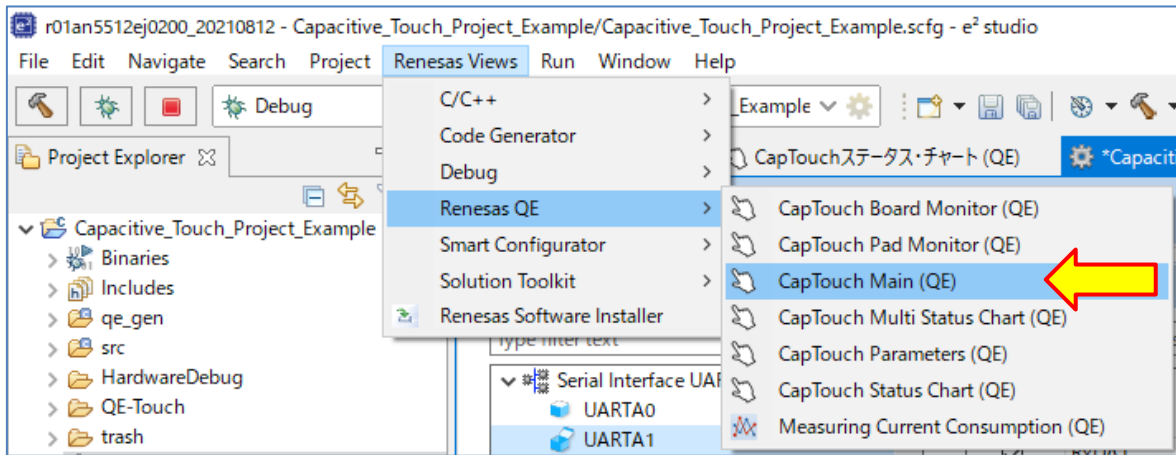 r01an5512ej0200_20210812 - Capacitive_Touch_Project_Example/Capacitive_Touch_Project_Example.scfg - e² studio
File Edit Navigate Search Project Renesas Views Run Window Help
Debug
_Example
C/C++
Code Generator
Debug
Renesas QE
Smart Configurator
Solution Toolkit
Renesas Software Installer
Project Explorer
CapTouchステータス・チャート (QE)
*Capaciti
Capacitive_Touch_Project_Example
Binaries
Includes
qe_gen
src
HardwareDebug
QE-Touch
trash
CapTouch Board Monitor (QE)
CapTouch Pad Monitor (QE)
CapTouch Main (QE)
CapTouch Multi Status Chart (QE)
CapTouch Parameters (QE)
CapTouch Status Chart (QE)
Measuring Current Consumption (QE)
type filter text
Serial Interface UAR
UARTA0
UARTA1